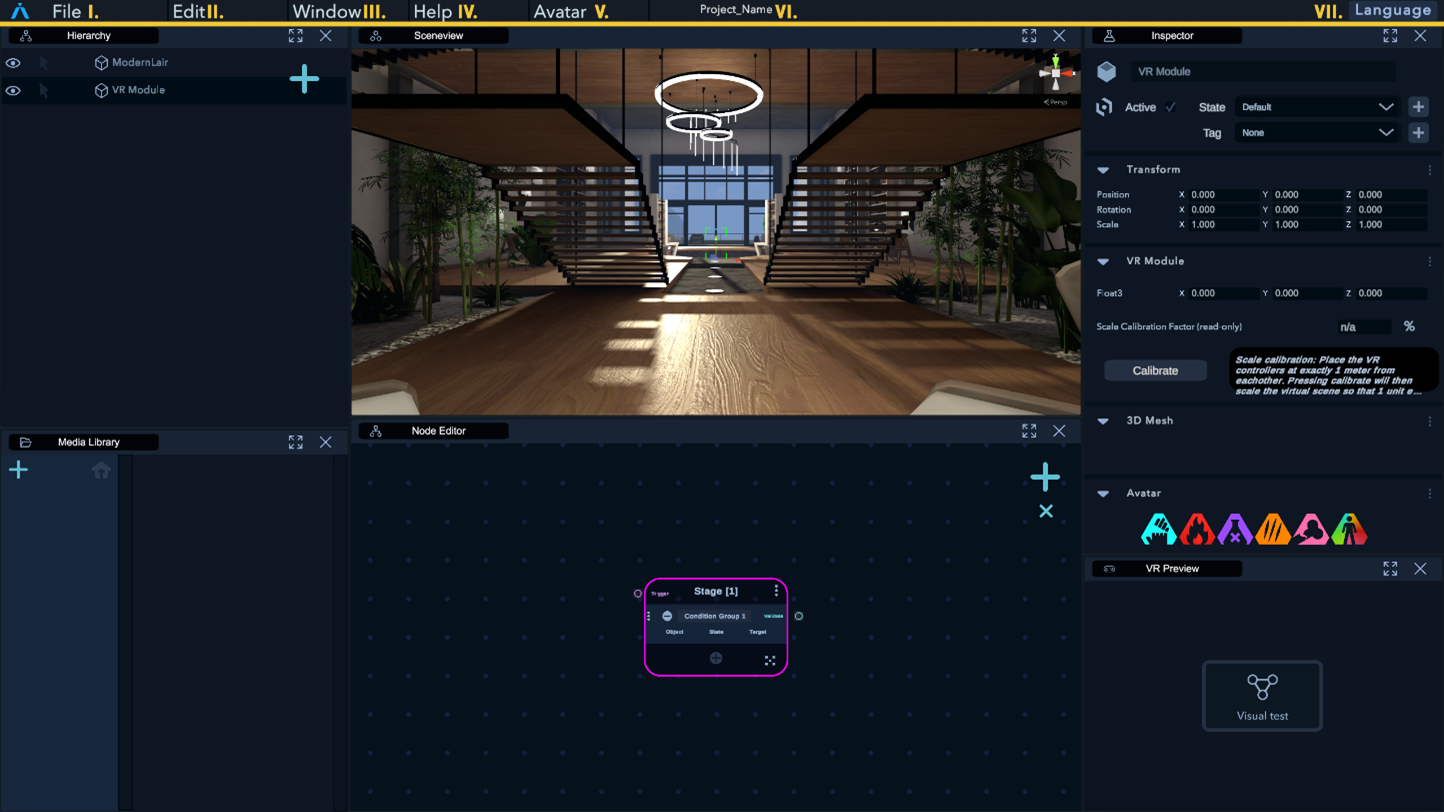 File I.
EditII.
WindowIII.
Help IV.
Avatar V.
Project_Name VI.
VII. Language
Hierarchy
ModernLair
VR Module
Sceneview
Persp
Inspector
VR Module
Active State Default
Tag None
Transform
Position X 0.000 Y 0.000 Z 0.000
Rotation X 0.000 Y 0.000 Z 0.000
Scale X 1.000 Y 1.000 Z 1.000
VR Module
Float3 X 0.000 Y 0.000 Z 0.000
Scale Calibration Factor (read-only) n/a %
Calibrate
Scale calibration: Place the VR
controllers at exactly 1 meter from
eachother. Pressing calibrate will then
scale the virtual scene so that 1 unit e...
3D Mesh
Avatar
Media Library
Node Editor
Trigger Stage [1]
Condition Group 1 Validate
Object State Target
VR Preview
Visual test